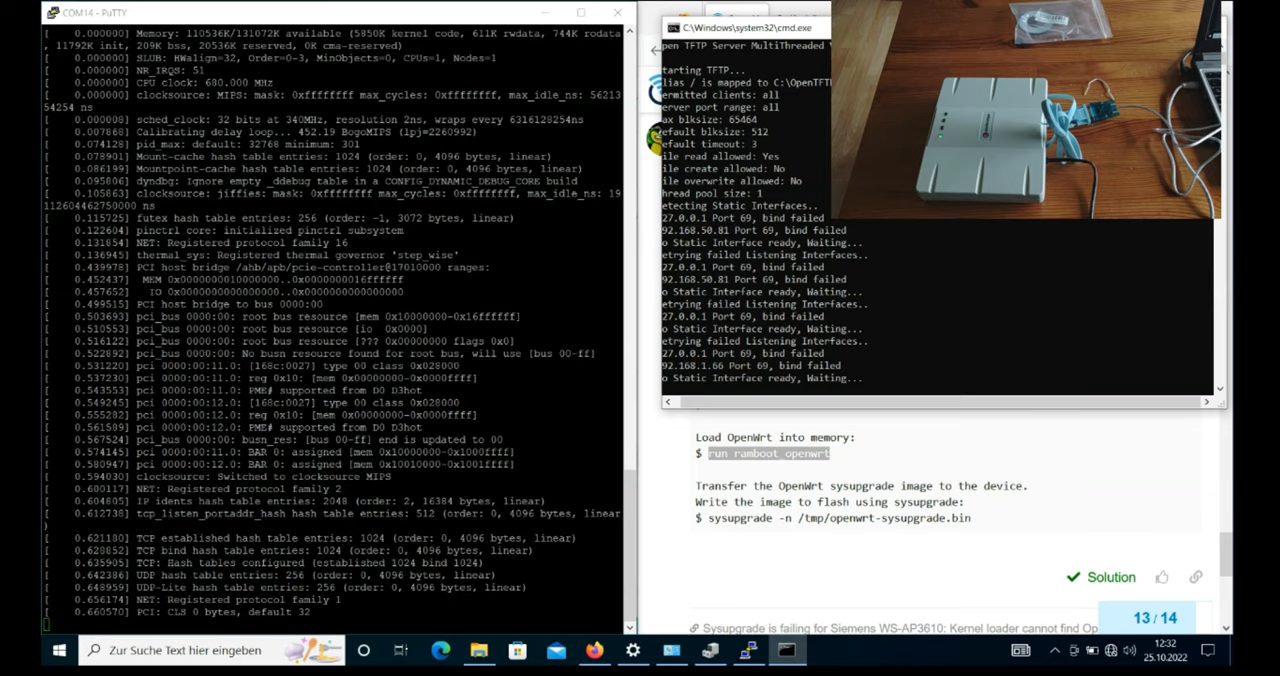 COM14 - PuTTY
[    0.000000] Memory: 110536K/131072K available (5850K kernel code, 611K rwdata, 744K rodata
, 11792K init, 209K bss, 20536K reserved, 0K cma-reserved)
[    0.000000] SLUB: HWalign=32, Order=0-3, MinObjects=0, CPUs=1, Nodes=1
[    0.000000] NR_IRQS: 51
[    0.000000] CPU clock: 680.000 MHz
[    0.000000] clocksource: MIPS: mask: 0xffffffff max_cycles: 0xffffffff, max_idle_ns: 56213
54254 ns
[    0.000008] sched_clock: 32 bits at 340MHz, resolution 2ns, wraps every 6316128254ns
[    0.007868] Calibrating delay loop... 452.19 BogoMIPS (lpj=2260992)
[    0.074128] pid_max: default: 32768 minimum: 301
[    0.078901] Mount-cache hash table entries: 1024 (order: 0, 4096 bytes, linear)
[    0.086199] Mountpoint-cache hash table entries: 1024 (order: 0, 4096 bytes, linear)
[    0.095806] dyndbg: Ignore empty _ddebug table in a CONFIG_DYNAMIC_DEBUG_CORE build
[    0.105863] clocksource: jiffies: mask: 0xffffffff max_cycles: 0xffffffff, max_idle_ns: 19
112604462750000 ns
[    0.115725] futex hash table entries: 256 (order: -1, 3072 bytes, linear)
[    0.122604] pinctrl core: initialized pinctrl subsystem
[    0.131854] NET: Registered protocol family 16
[    0.136945] thermal_sys: Registered thermal governor 'step_wise'
[    0.439978] PCI host bridge /ahb/apb/pcie-controller@17010000 ranges:
[    0.452437]  MEM 0x0000000010000000..0x0000000016ffffff
[    0.457652]   IO 0x0000000000000000..0x0000000000000000
[    0.499515] PCI host bridge to bus 0000:00
[    0.503693] pci_bus 0000:00: root bus resource [mem 0x10000000-0x16ffffff]
[    0.510553] pci_bus 0000:00: root bus resource [io  0x0000]
[    0.516122] pci_bus 0000:00: root bus resource [??? 0x00000000 flags 0x0]
[    0.522892] pci_bus 0000:00: No busn resource found for root bus, will use [bus 00-ff]
[    0.531220] pci 0000:00:11.0: [168c:0027] type 00 class 0x028000
[    0.537230] pci 0000:00:11.0: reg 0x10: [mem 0x00000000-0x0000ffff]
[    0.543553] pci 0000:00:11.0: PME# supported from D0 D3hot
[    0.549245] pci 0000:00:12.0: [168c:0027] type 00 class 0x028000
[    0.555282] pci 0000:00:12.0: reg 0x10: [mem 0x00000000-0x0000ffff]
[    0.561589] pci 0000:00:12.0: PME# supported from D0 D3hot
[    0.567524] pci_bus 0000:00: busn_res: [bus 00-ff] end is updated to 00
[    0.574145] pci 0000:00:11.0: BAR 0: assigned [mem 0x10000000-0x1000ffff]
[    0.580947] pci 0000:00:12.0: BAR 0: assigned [mem 0x10010000-0x1001ffff]
[    0.594030] clocksource: Switched to clocksource MIPS
[    0.600117] NET: Registered protocol family 2
[    0.604805] IP idents hash table entries: 2048 (order: 2, 16384 bytes, linear)
[    0.612738] tcp_listen_portaddr_hash hash table entries: 512 (order: 0, 4096 bytes, linear
)
[    0.621180] TCP established hash table entries: 1024 (order: 0, 4096 bytes, linear)
[    0.628852] TCP bind hash table entries: 1024 (order: 0, 4096 bytes, linear)
[    0.635905] TCP: Hash tables configured (established 1024 bind 1024)
[    0.642386] UDP hash table entries: 256 (order: 0, 4096 bytes, linear)
[    0.648959] UDP-Lite hash table entries: 256 (order: 0, 4096 bytes, linear)
[    0.656174] NET: Registered protocol family 1
[    0.660570] PCI: CLS 0 bytes, default 32
C:\Windows\system32\cmd.exe
pen TFTP Server MultiThreaded
tarting TFTP...
lias / is mapped to C:\OpenTFT
ermitted clients: all
erver port range: all
ax blksize: 65464
efault blksize: 512
efault timeout: 3
ile read allowed: Yes
ile create allowed: No
ile overwrite allowed: No
hread pool size: 1
etecting Static Interfaces..
27.0.0.1 Port 69, bind failed
92.168.50.81 Port 69, bind failed
o Static Interface ready, Waiting...
etrying failed Listening Interfaces..
27.0.0.1 Port 69, bind failed
92.168.50.81 Port 69, bind failed
o Static Interface ready, Waiting...
etrying failed Listening Interfaces..
27.0.0.1 Port 69, bind failed
o Static Interface ready, Waiting...
etrying failed Listening Interfaces..
27.0.0.1 Port 69, bind failed
92.168.1.66 Port 69, bind failed
o Static Interface ready, Waiting...
Load OpenWrt into memory:
$ run ramboot_openwrt
Transfer the OpenWrt sysupgrade image to the device.
Write the image to flash using sysupgrade:
$ sysupgrade -n /tmp/openwrt-sysupgrade.bin
Solution
13 / 14
Sysupgrade is failing for Siemens WS-AP3610: Kernel loader cannot find Op
Zur Suche Text hier eingeben
12:32
25.10.2022